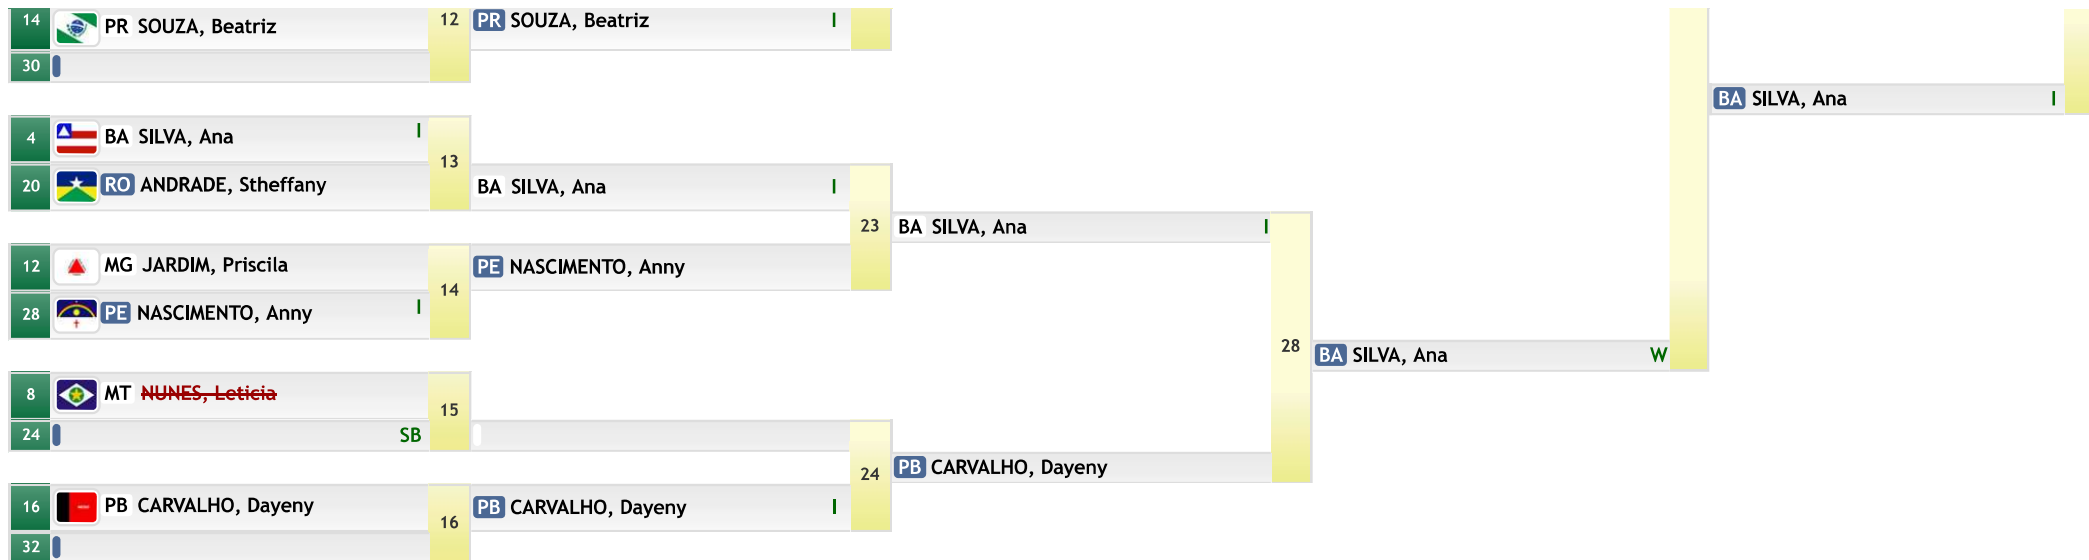 14 PR SOUZA, Beatriz 12 PR SOUZA, Beatriz I
30
BA SILVA, Ana I
4 BA SILVA, Ana I
13
20 RO ANDRADE, Stheffany BA SILVA, Ana I
23 BA SILVA, Ana I
12 MG JARDIM, Priscila PE NASCIMENTO, Anny
14
28 PE NASCIMENTO, Anny I
28 BA SILVA, Ana W
8 MT NUNES, Leticia
15
24 SB
24 PB CARVALHO, Dayeny
16 PB CARVALHO, Dayeny PB CARVALHO, Dayeny I
16
32